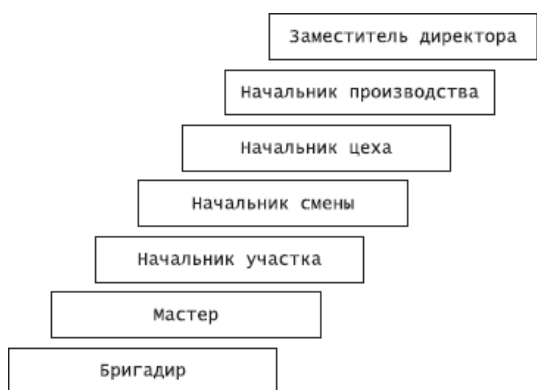 Заместитель директора
Начальник производства
Начальник цеха
Начальник смены
Начальник участка
Мастер
Бригадир